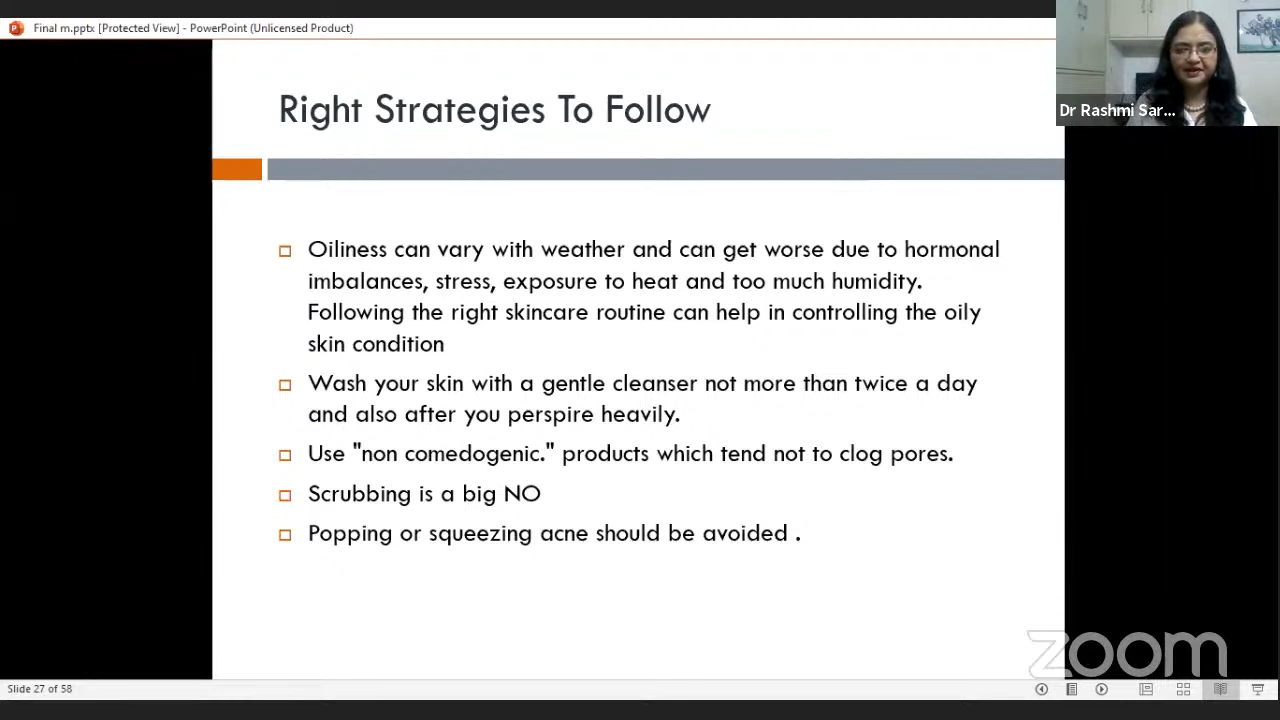 Final m.pptx [Protected View] - PowerPoint (Unlicensed Product)
Right Strategies To Follow
Dr Rashmi Sar...
Oiliness can vary with weather and can get worse due to hormonal
imbalances, stress, exposure to heat and too much humidity.
Following the right skincare routine can help in controlling the oily
skin condition
Wash your skin with a gentle cleanser not more than twice a day
and also after you perspire heavily.
Use "non comedogenic." products which tend not to clog pores.
Scrubbing is a big NO
Popping or squeezing acne should be avoided .
zoom
Slide 27 of 58